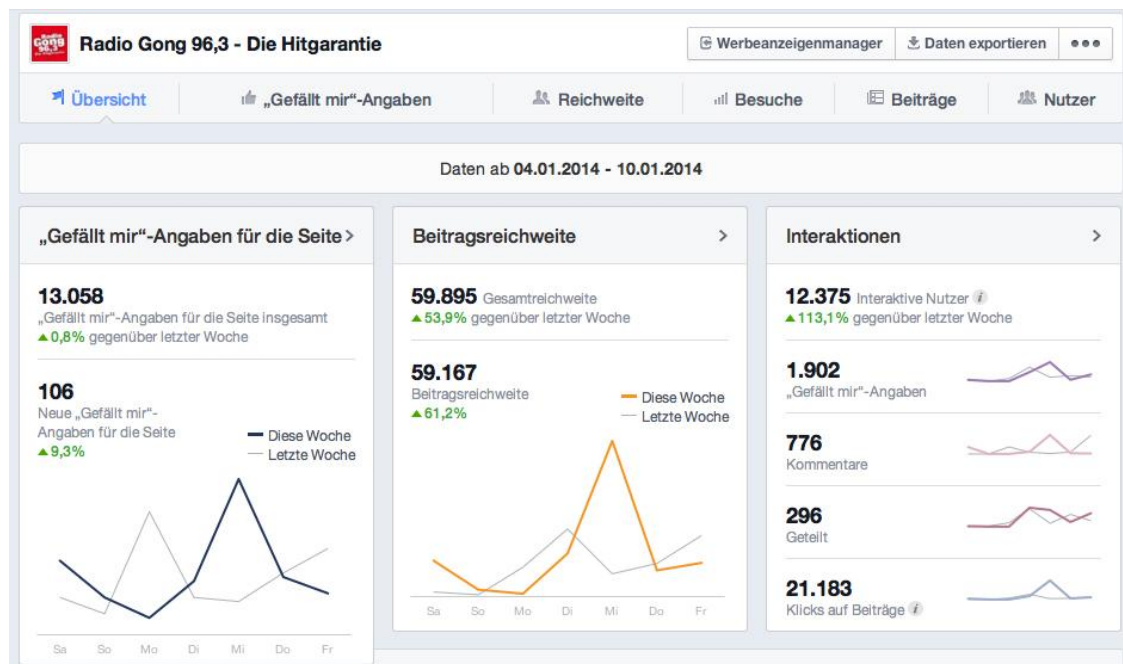 Radio
Gong
96,3
Radio Gong 96,3 - Die Hitgarantie
Werbeanzeigenmanager
Daten exportieren
Übersicht
„Gefällt mir“-Angaben
Reichweite
Besuche
Beiträge
Nutzer
Daten ab 04.01.2014 - 10.01.2014
„Gefällt mir“-Angaben für die Seite
13.058
„Gefällt mir“-Angaben für die Seite insgesamt
0,8% gegenüber letzter Woche
106
Neue „Gefällt mir“-
Angaben für die Seite
9,3%
Diese Woche
Letzte Woche
Sa So Mo Di Mi Do Fr
Beitragsreichweite
59.895 Gesamtreichweite
53,9% gegenüber letzter Woche
59.167
Beitragsreichweite
61,2%
Diese Woche
Letzte Woche
Sa So Mo Di Mi Do Fr
Interaktionen
12.375 Interaktive Nutzer i
113,1% gegenüber letzter Woche
1.902
„Gefällt mir“-Angaben
776
Kommentare
296
Geteilt
21.183
Klicks auf Beiträge i